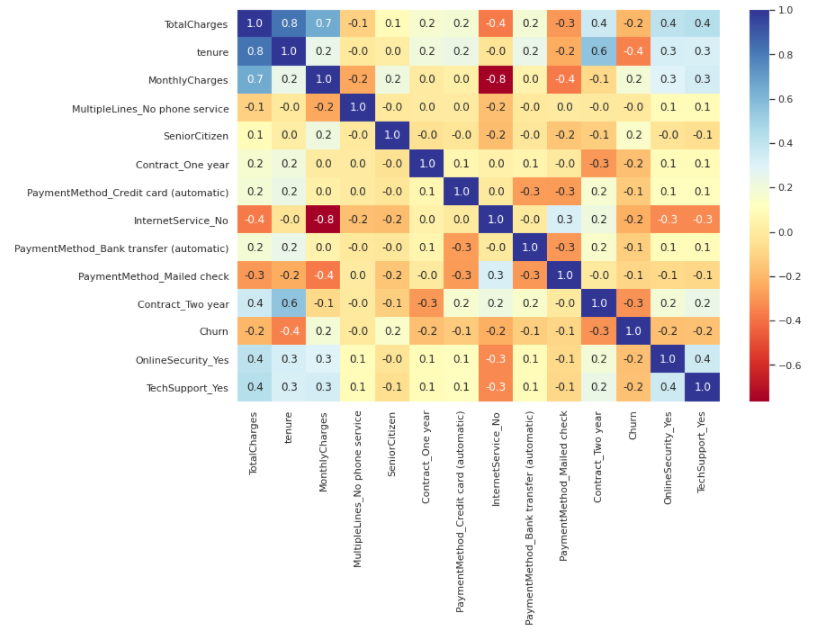 TotalCharges 1.0 0.8 0.7 -0.1 0.1 0.2 0.2 -0.4 0.2 -0.3 0.4 -0.2 0.4 0.4
tenure 0.8 1.0 0.2 -0.0 0.0 0.2 0.2 -0.0 0.2 -0.2 0.6 -0.4 0.3 0.3
MonthlyCharges 0.7 0.2 1.0 -0.2 0.2 0.0 0.0 -0.8 0.0 -0.4 -0.1 0.2 0.3 0.3
MultipleLines_No phone service -0.1 -0.0 -0.2 1.0 -0.0 0.0 0.0 -0.2 -0.0 0.0 -0.0 -0.0 0.1 0.1
SeniorCitizen 0.1 0.0 0.2 -0.0 1.0 -0.0 -0.0 -0.2 -0.0 -0.2 -0.1 0.2 -0.0 -0.1
Contract_One year 0.2 0.2 0.0 0.0 -0.0 1.0 0.1 0.0 0.1 -0.0 -0.3 -0.2 0.1 0.1
PaymentMethod_Credit card (automatic) 0.2 0.2 0.0 0.0 -0.0 0.1 1.0 0.0 -0.3 -0.3 0.2 -0.1 0.1 0.1
InternetService_No -0.4 -0.0 -0.8 -0.2 -0.2 0.0 0.0 1.0 -0.0 0.3 0.2 -0.2 -0.3 -0.3
PaymentMethod_Bank transfer (automatic) 0.2 0.2 0.0 -0.0 -0.0 0.1 -0.3 -0.0 1.0 -0.3 0.2 -0.1 0.1 0.1
PaymentMethod_Mailed check -0.3 -0.2 -0.4 0.0 -0.2 -0.0 -0.3 0.3 -0.3 1.0 -0.0 -0.1 -0.1 -0.1
Contract_Two year 0.4 0.6 -0.1 -0.0 -0.1 -0.3 0.2 0.2 0.2 -0.0 1.0 -0.3 0.2 0.2
Churn -0.2 -0.4 0.2 -0.0 0.2 -0.2 -0.1 -0.2 -0.1 -0.1 -0.3 1.0 -0.2 -0.2
OnlineSecurity_Yes 0.4 0.3 0.3 0.1 -0.0 0.1 0.1 -0.3 0.1 -0.1 0.2 -0.2 1.0 0.4
TechSupport_Yes 0.4 0.3 0.3 0.1 -0.1 0.1 0.1 -0.3 0.1 -0.1 0.2 -0.2 0.4 1.0
TotalCharges
tenure
MonthlyCharges
MultipleLines_No phone service
SeniorCitizen
Contract_One year
PaymentMethod_Credit card (automatic)
InternetService_No
PaymentMethod_Bank transfer (automatic)
PaymentMethod_Mailed check
Contract_Two year
Churn
OnlineSecurity_Yes
TechSupport_Yes
1.0
0.8
0.6
0.4
0.2
0.0
−0.2
−0.4
−0.6